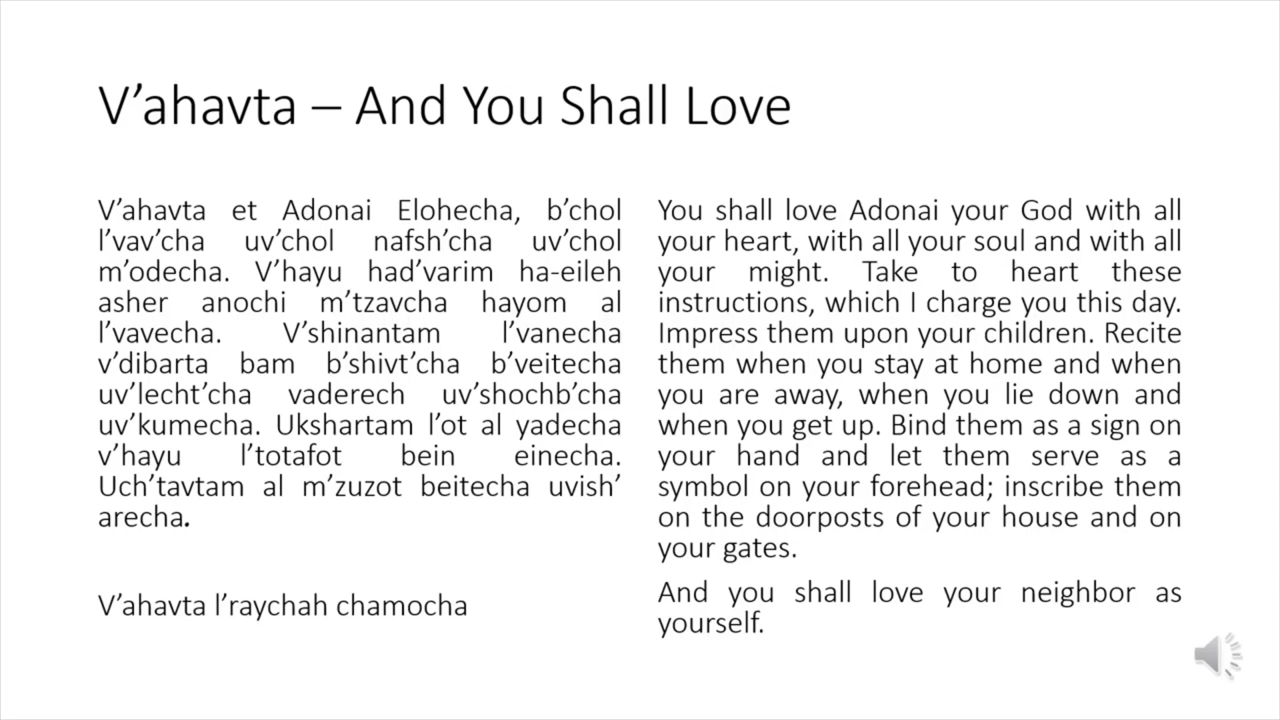 V’ahavta – And You Shall Love
V’ahavta et Adonai Elohecha, b’chol
l’vav’cha uv’chol nafsh’cha uv’chol
m’odecha. V’hayu had’varim ha-eileh
asher anochi m’tzavcha hayom al
l’vavecha. V’shinantam l’vanecha
v’dibarta bam b’shivt’cha b’veitecha
uv’lecht’cha vaderech uv’shochb’cha
uv’kumecha. Ukshartam l’ot al yadecha
v’hayu l’totafot bein einecha.
Uch’tavtam al m’zuzot beitecha uvish’
arecha.
V’ahavta l’raychah chamocha
You shall love Adonai your God with all
your heart, with all your soul and with all
your might. Take to heart these
instructions, which I charge you this day.
Impress them upon your children. Recite
them when you stay at home and when
you are away, when you lie down and
when you get up. Bind them as a sign on
your hand and let them serve as a
symbol on your forehead; inscribe them
on the doorposts of your house and on
your gates.
And you shall love your neighbor as
yourself.